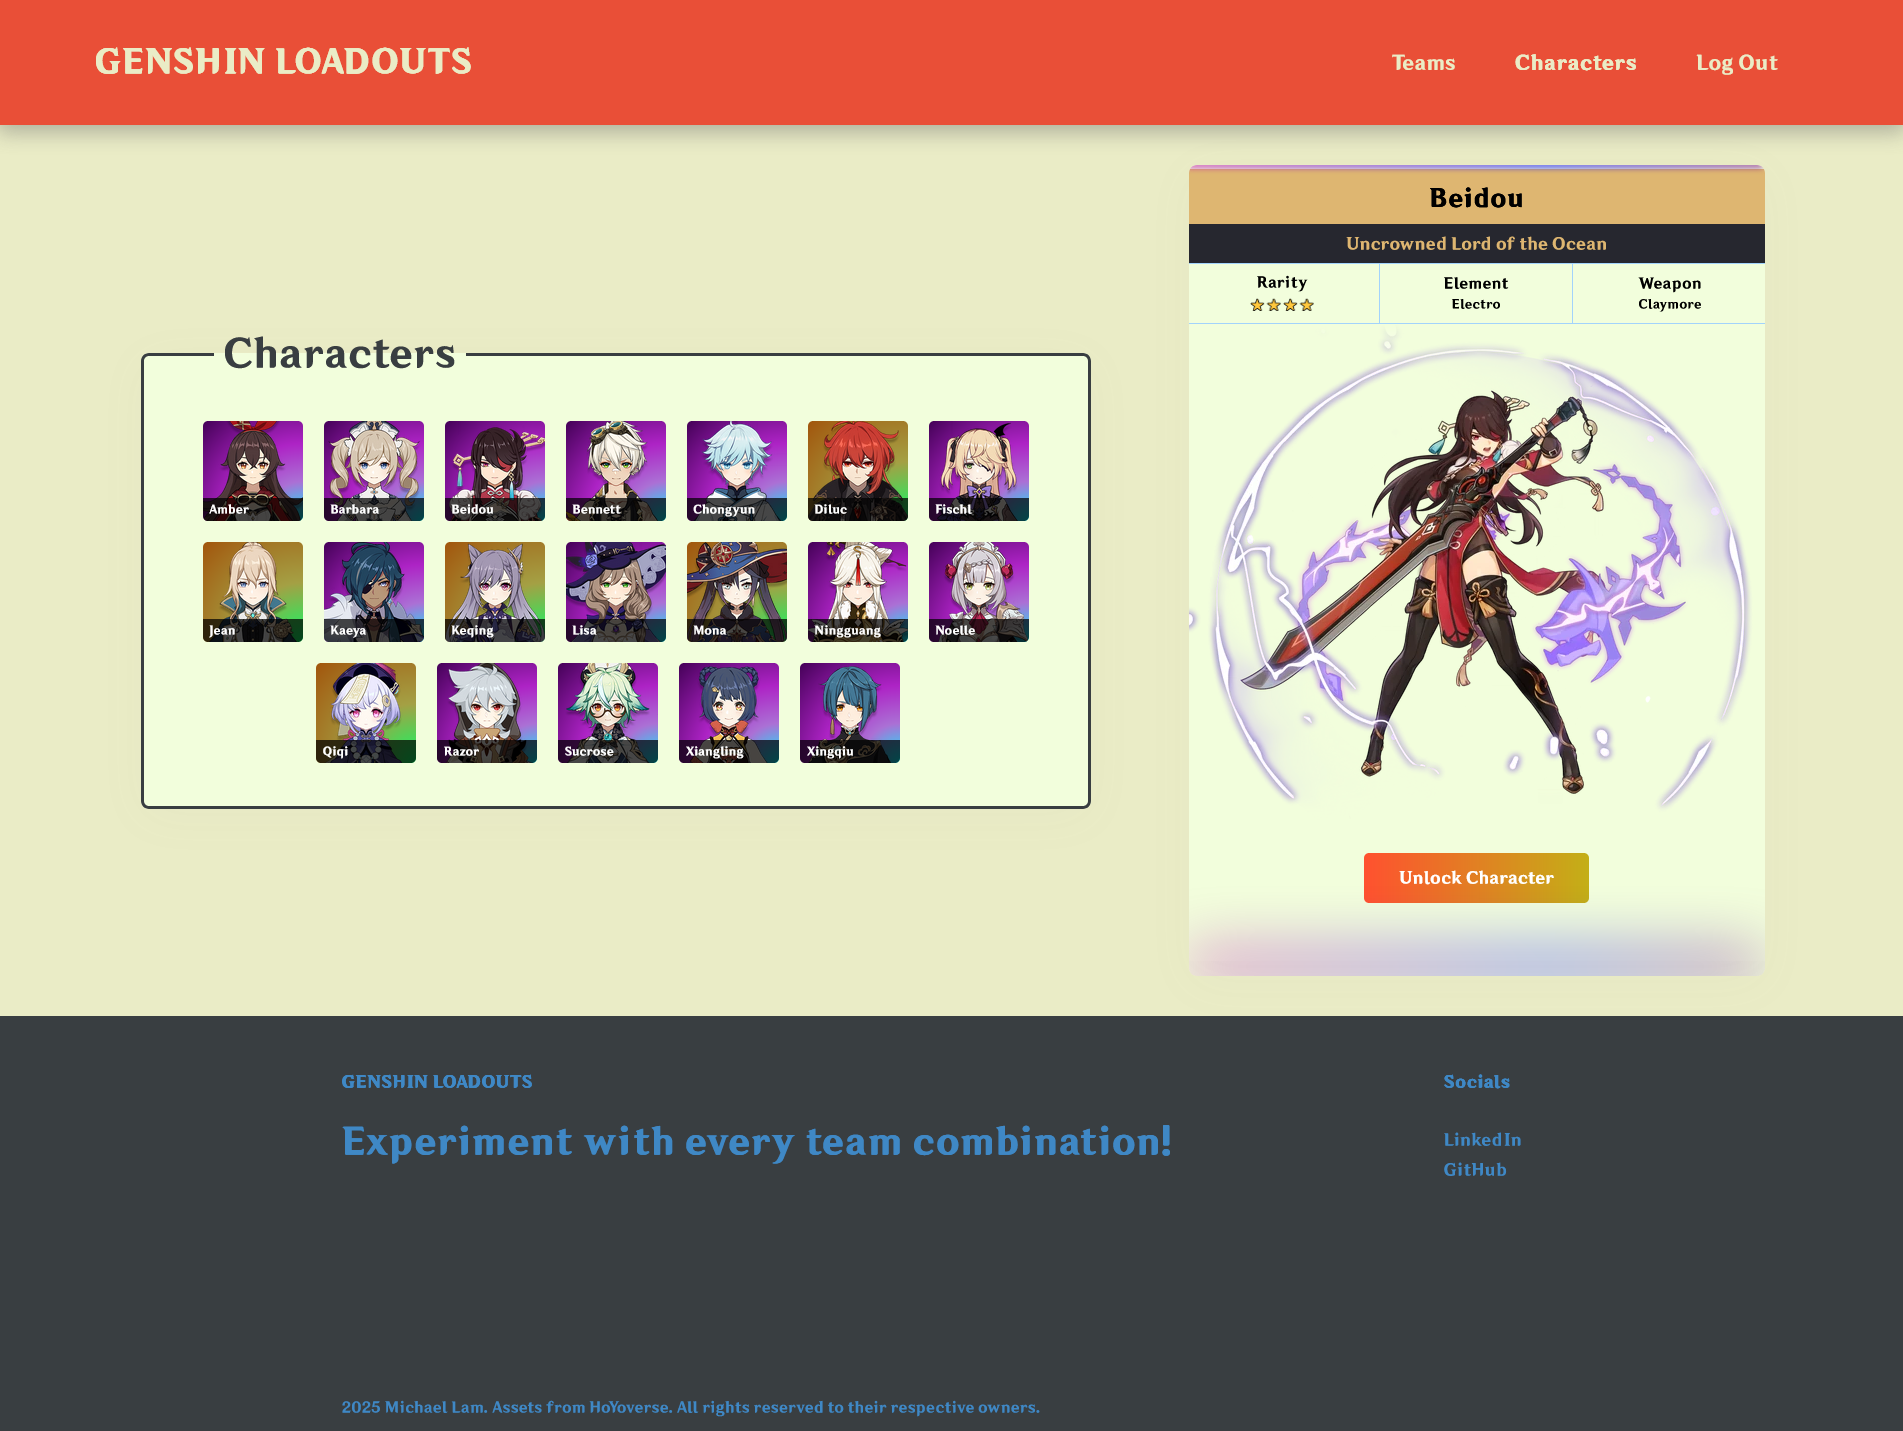 GENSHIN LOADOUTS
Teams
Characters
Log Out
Characters
Amber
Barbara
Beidou
Bennett
Chongyun
Diluc
Fischl
Jean
Kaeya
Keqing
Lisa
Mona
Ningguang
Noelle
Qiqi
Razor
Sucrose
Xiangling
Xingqiu
Beidou
Uncrowned Lord of the Ocean
Rarity
Element
Electro
Weapon
Claymore
Unlock Character
GENSHIN LOADOUTS
Experiment with every team combination!
Socials
LinkedIn
GitHub
2025 Michael Lam. Assets from HoYoverse. All rights reserved to their respective owners.